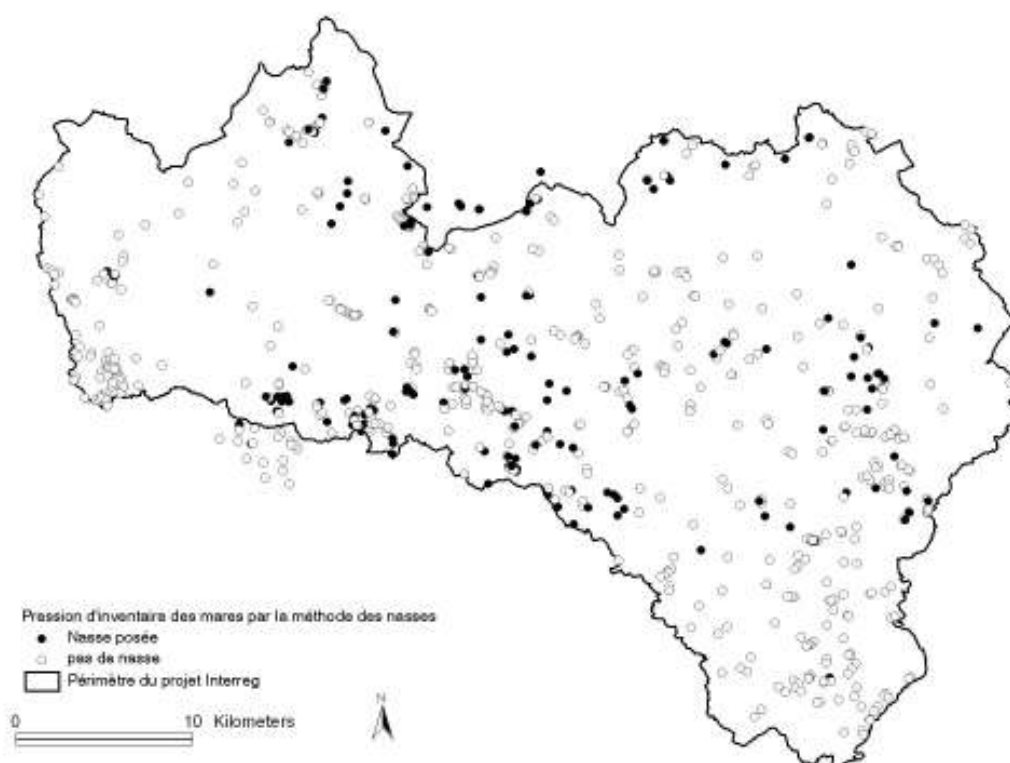 Pression d'inventaire des mares par la méthode des nasses
Nasse posée
pas de nasse
Périmètre du projet Interreg
0 10 Kilometers
N